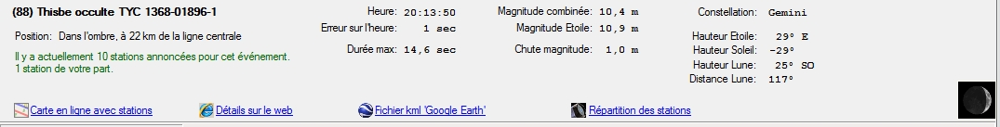 (88) Thisbe occulte TYC 1368-01896-1
Position: Dans l'ombre, à 22 km de la ligne centrale
Il y a actuellement 10 stations annoncées pour cet événement.
1 station de votre part.
Heure: 20:13:50
Erreur sur l'heure: 1 sec
Durée max: 14,6 sec
Magnitude combinée: 10,4 m
Magnitude Etoile: 10,9 m
Chute magnitude: 1,0 m
Constellation: Gemini
Hauteur Etoile: 29° E
Hauteur Soleil: -29°
Hauteur Lune: 25° SO
Distance Lune: 117°
Carte en ligne avec stations
Détails sur le web
Fichier kml 'Google Earth'
Répartition des stations